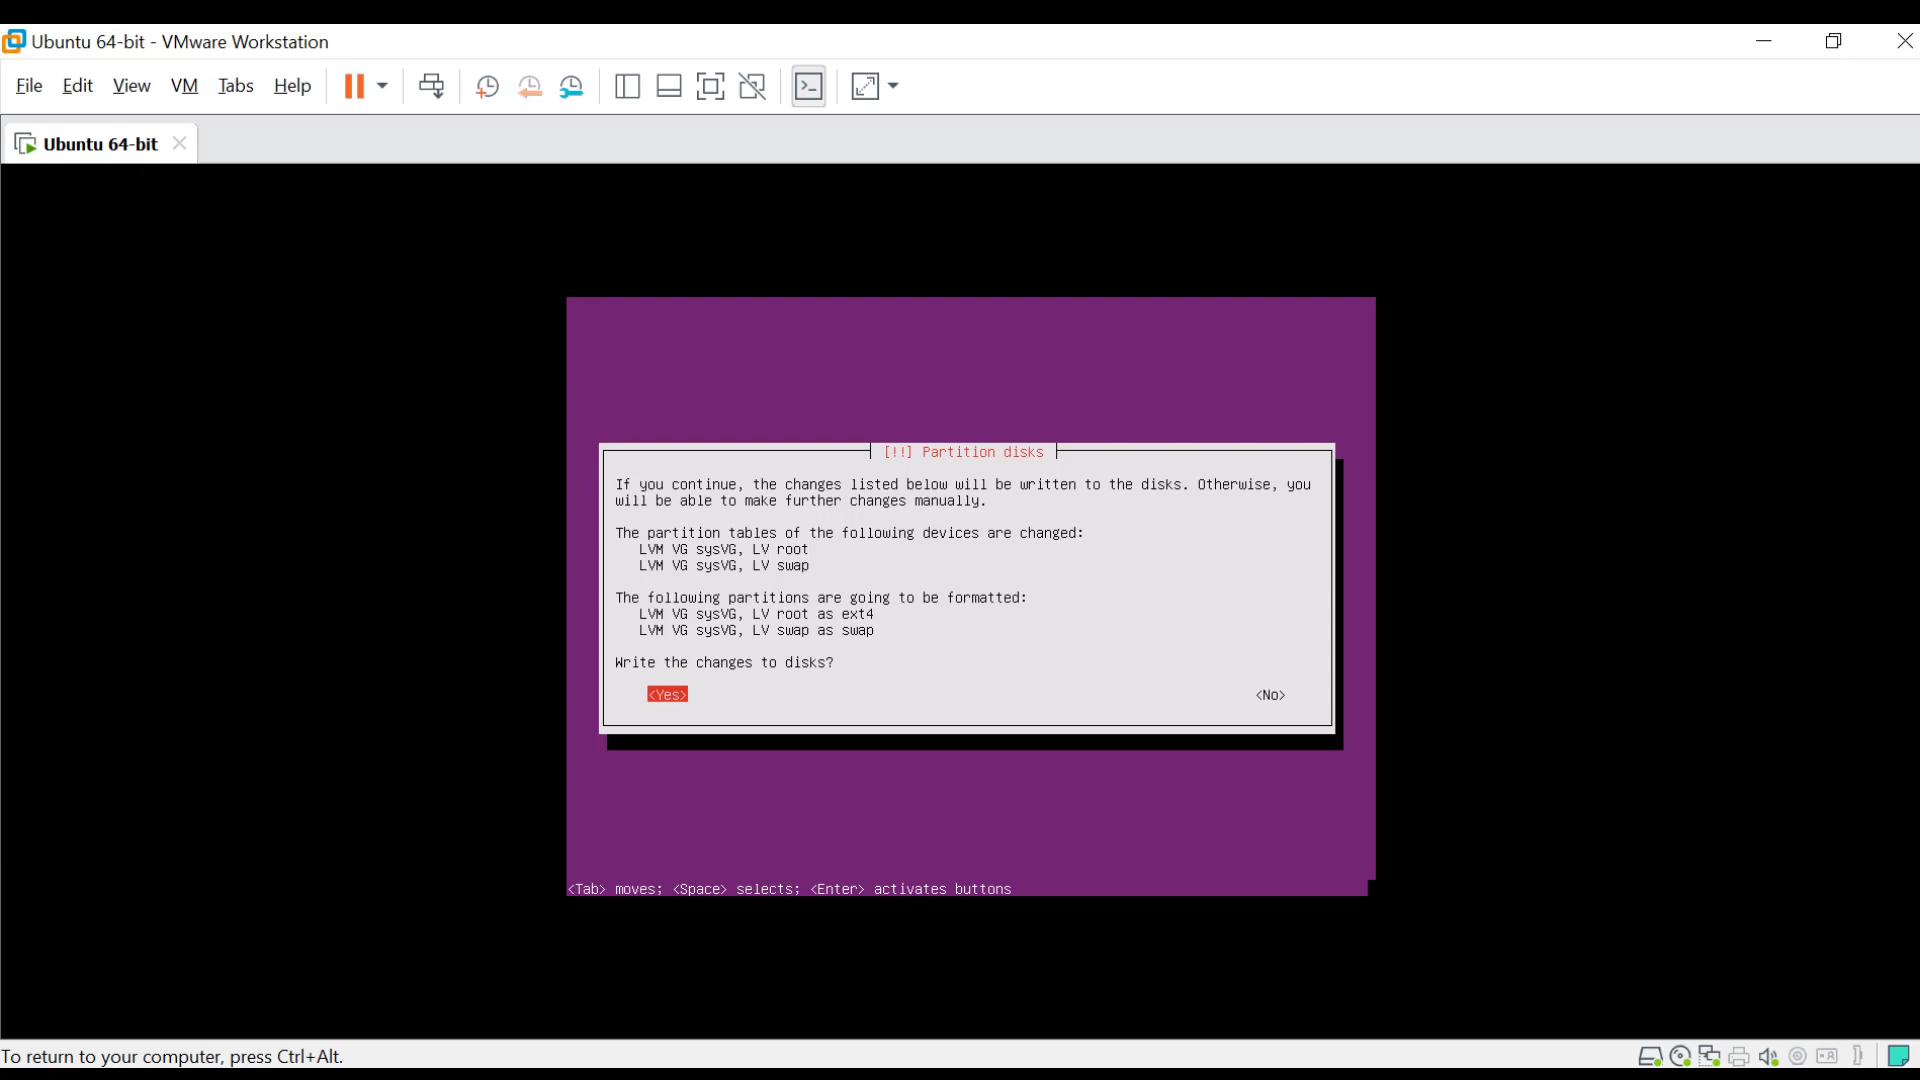 Ubuntu 64-bit - VMware Workstation
File Edit View VM Tabs Help
Ubuntu 64-bit
[!!] Partition disks
If you continue, the changes listed below will be written to the disks. Otherwise, you
will be able to make further changes manually.
The partition tables of the following devices are changed:
LVM VG sysVG, LV root
LVM VG sysVG, LV swap
The following partitions are going to be formatted:
LVM VG sysVG, LV root as ext4
LVM VG sysVG, LV swap as swap
Write the changes to disks?
<Yes> <No>
<Tab> moves; <Space> selects; <Enter> activates buttons
To return to your computer, press Ctrl+Alt.